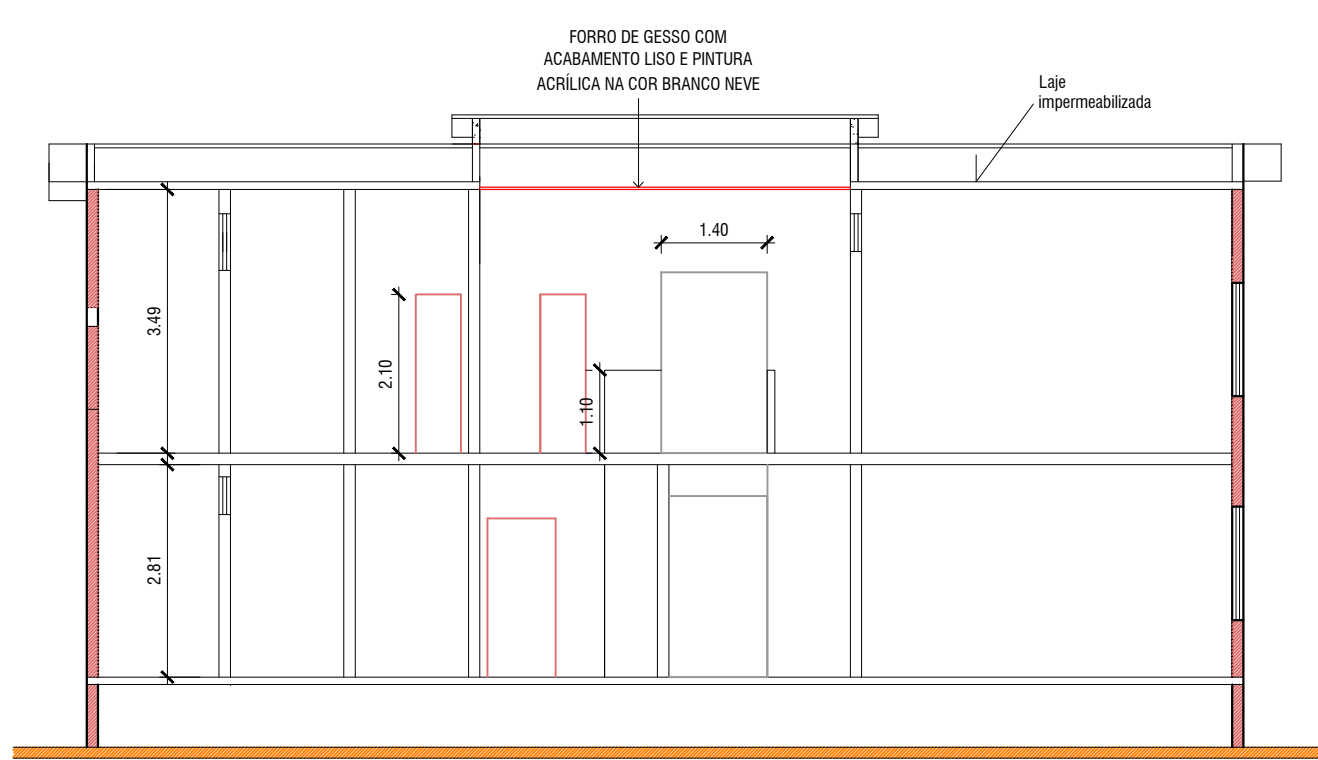 FORRO DE GESSO COM
ACABAMENTO LISO E PINTURA
ACRÍLICA NA COR BRANCO NEVE
Laje
impermeabilizada
1.40
3.49
2.10
1.10
2.81